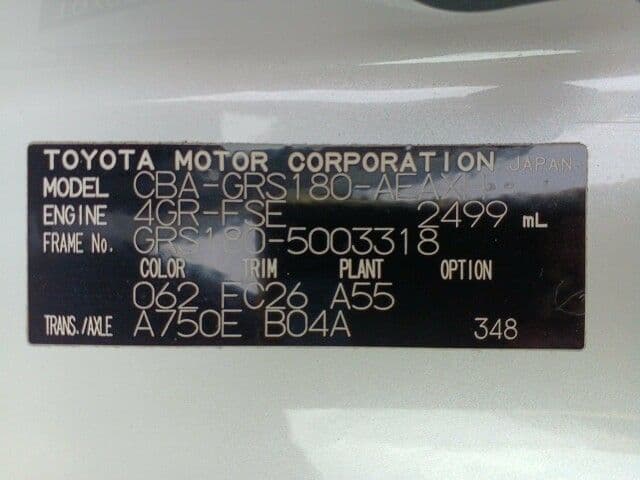 TOYOTA MOTOR CORPORATION JAPAN
MODEL CBA-GRS180-AEAXH
ENGINE 4GR-FSE 2499 mL
FRAME No. GRS180-5003318
COLOR TRIM PLANT OPTION
062 FC26 A55
TRANS./AXLE A750E B04A 348